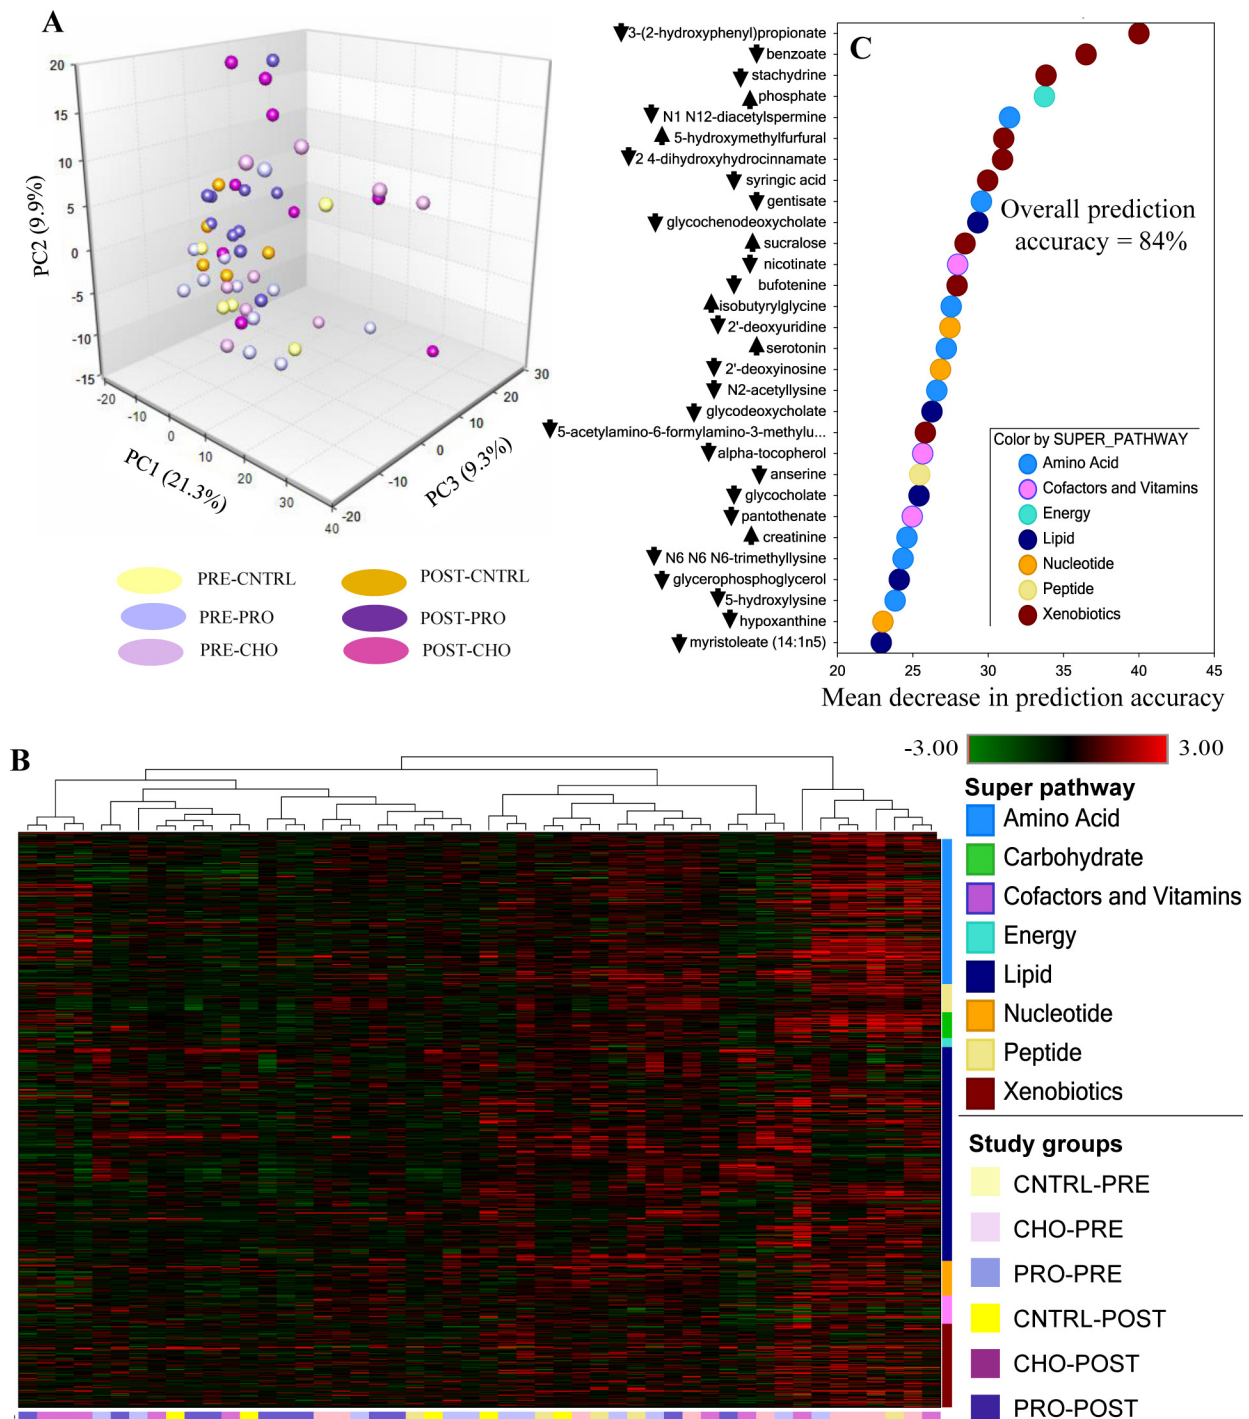 A
20
15
10
5
0
-5
-10
-15
PC2 (9.9%)
-20
-10
0
10
20
30
40
PC1 (21.3%)
-20
-10
0
10
20
30
PC3 (9.3%)
PRE-CNTRL
POST-CNTRL
PRE-PRO
POST-PRO
PRE-CHO
POST-CHO
C
3-(2-hydroxyphenyl)propionate
benzoate
stachydrine
phosphate
N1 N12-diacetylspermine
5-hydroxymethylfurfural
2 4-dihydroxyhydrocinnamate
syringic acid
gentisate
glycochenodeoxycholate
sucralose
nicotinate
bufotenine
isobutyrylglycine
2'-deoxyuridine
serotonin
2'-deoxyinosine
N2-acetyllysine
glycodeoxycholate
5-acetylamino-6-formylamino-3-methylu...
alpha-tocopherol
anserine
glycocholate
pantothenate
creatinine
N6 N6 N6-trimethyllysine
glycerophosphoglycerol
5-hydroxylysine
hypoxanthine
myristoleate (14:1n5)
Overall prediction
accuracy = 84%
Color by SUPER_PATHWAY
Amino Acid
Cofactors and Vitamins
Energy
Lipid
Nucleotide
Peptide
Xenobiotics
20 25 30 35 40 45
Mean decrease in prediction accuracy
B
-3.00 3.00
Super pathway
Amino Acid
Carbohydrate
Cofactors and Vitamins
Energy
Lipid
Nucleotide
Peptide
Xenobiotics
Study groups
CNTRL-PRE
CHO-PRE
PRO-PRE
CNTRL-POST
CHO-POST
PRO-POST